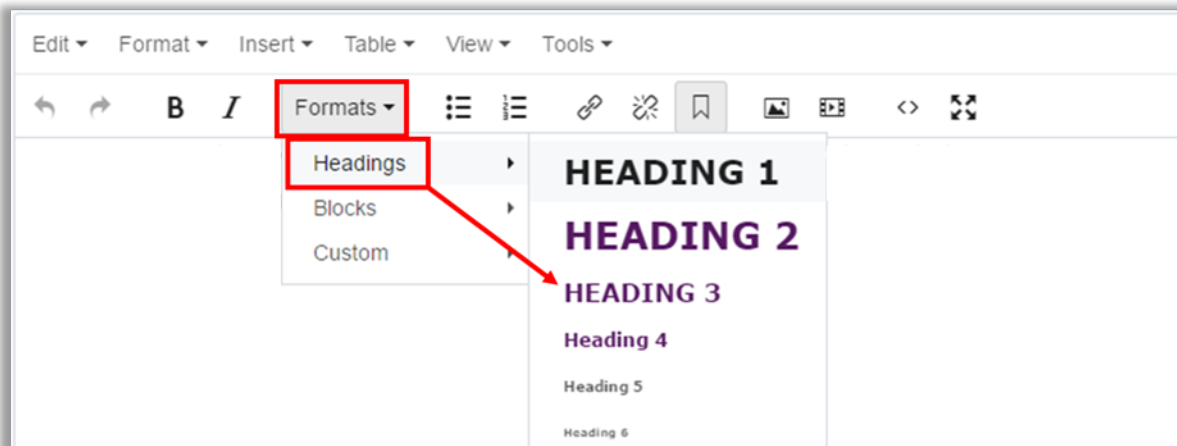 Edit Format Insert Table View Tools
B I Formats
Headings
Blocks
Custom
HEADING 1
HEADING 2
HEADING 3
Heading 4
Heading 5
Heading 6